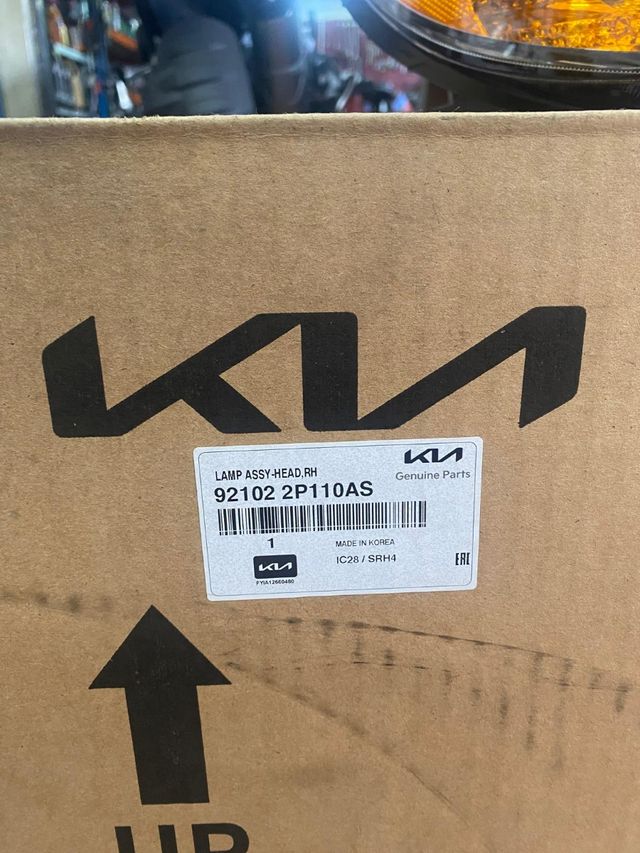 KIA
KIA
Genuine Parts
LAMP ASSY-HEAD,RH
92102 2P110AS
1
MADE IN KOREA
IC28 / SRH4
KIA
EAC
FYIA12660480
UP